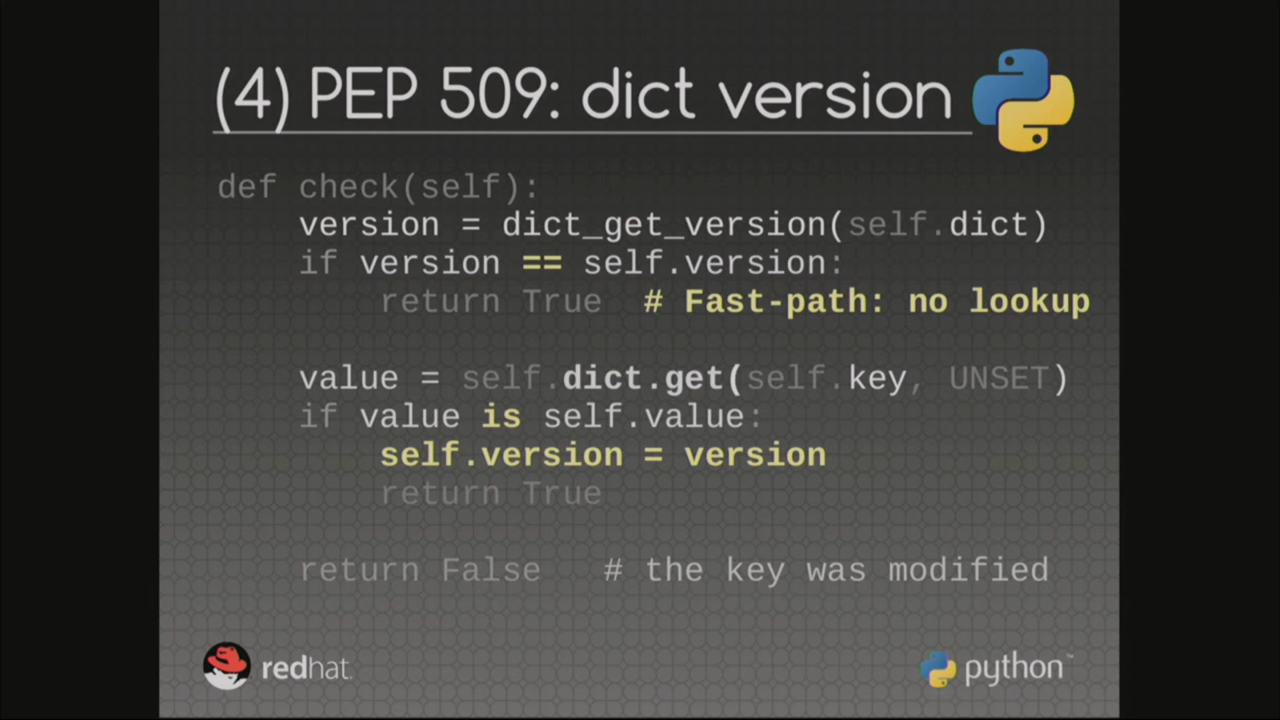 (4) PEP 509: dict version
def check(self):
    version = dict_get_version(self.dict)
    if version == self.version:
        return True  # Fast-path: no lookup
    value = self.dict.get(self.key, UNSET)
    if value is self.value:
        self.version = version
        return True
    return False   # the key was modified
redhat.
python™